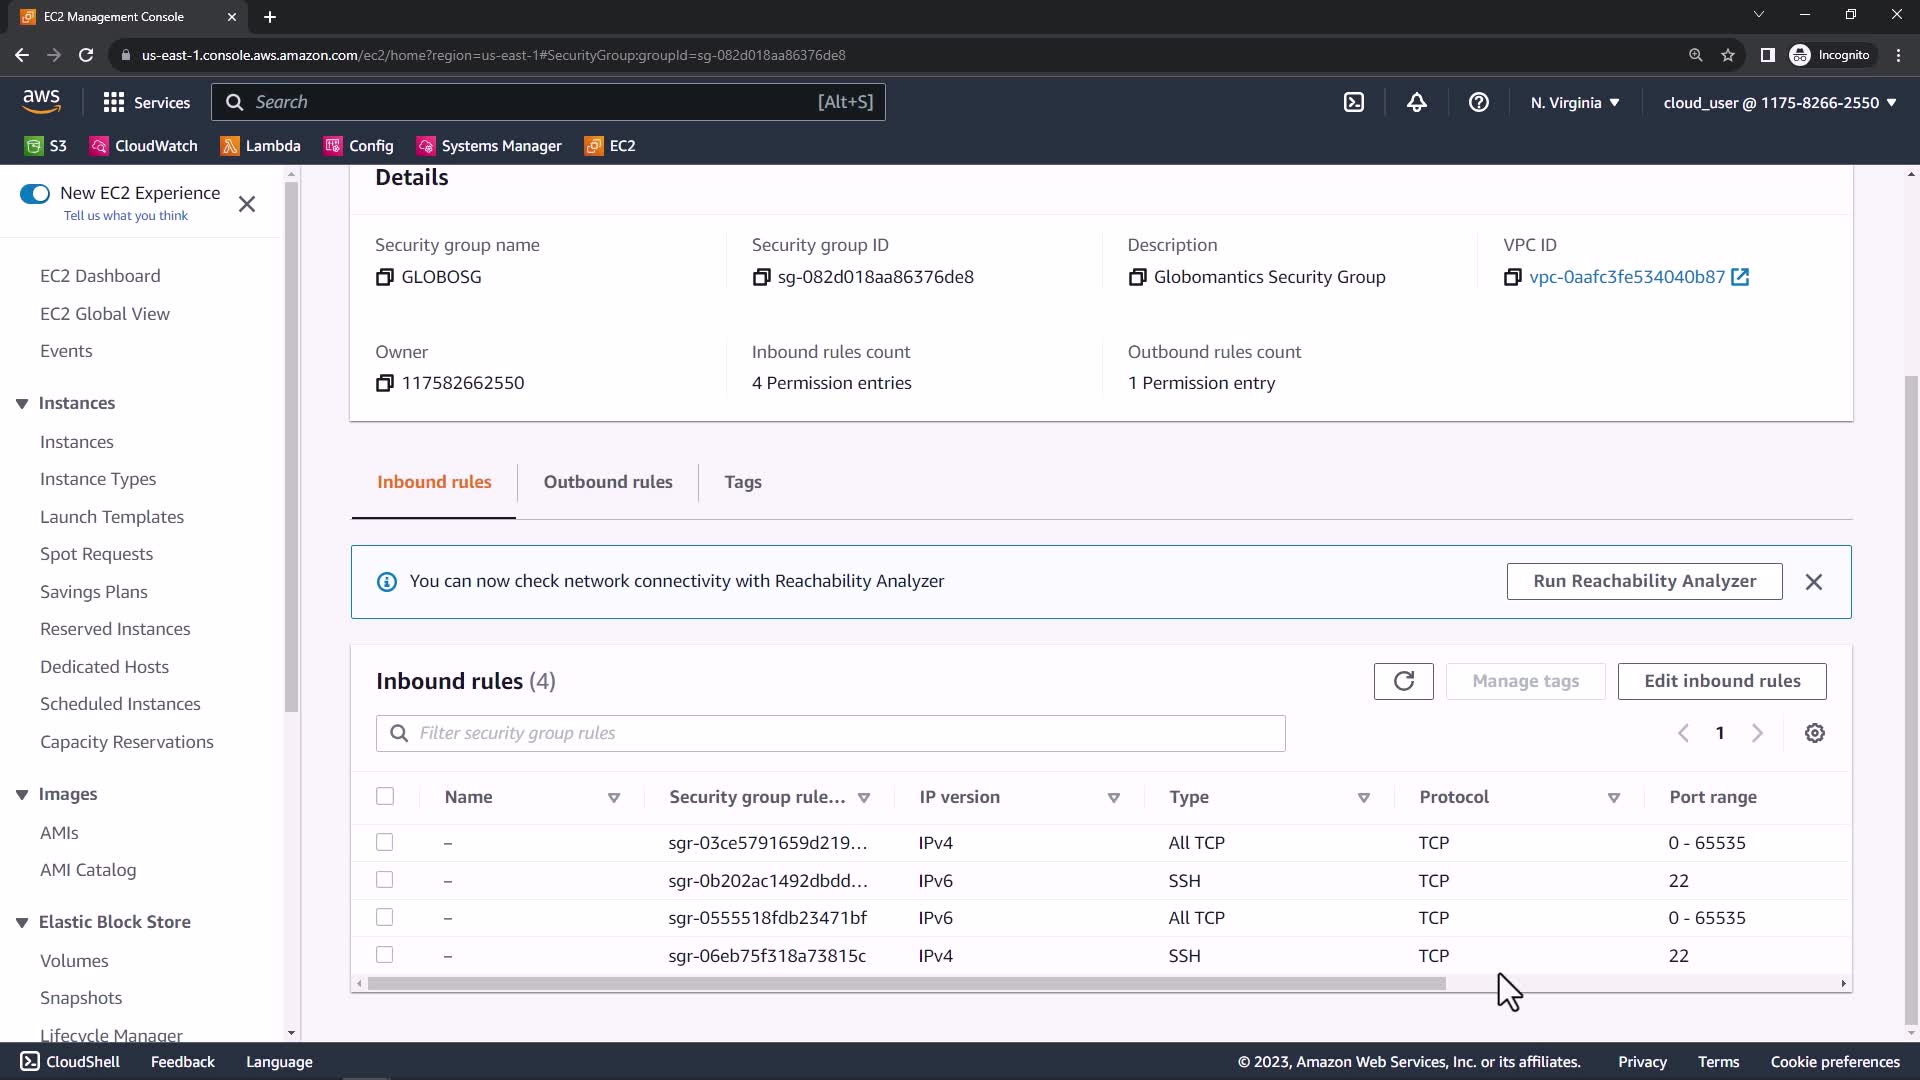 EC2 Management Console
us-east-1.console.aws.amazon.com/ec2/home?region=us-east-1#SecurityGroup:groupId=sg-082d018aa86376de8
Incognito
aws
Services
Search
[Alt+S]
N. Virginia
cloud_user @ 1175-8266-2550
S3
CloudWatch
Lambda
Config
Systems Manager
EC2
New EC2 Experience
Tell us what you think
EC2 Dashboard
EC2 Global View
Events
Instances
Instances
Instance Types
Launch Templates
Spot Requests
Savings Plans
Reserved Instances
Dedicated Hosts
Scheduled Instances
Capacity Reservations
Images
AMIs
AMI Catalog
Elastic Block Store
Volumes
Snapshots
Lifecycle Manager
Details
Security group name
GLOBOSG
Security group ID
sg-082d018aa86376de8
Description
Globomantics Security Group
VPC ID
vpc-0aafc3fe534040b87
Owner
117582662550
Inbound rules count
4 Permission entries
Outbound rules count
1 Permission entry
Inbound rules
Outbound rules
Tags
You can now check network connectivity with Reachability Analyzer
Run Reachability Analyzer
Inbound rules (4)
Manage tags
Edit inbound rules
Filter security group rules
1
Name Security group rule... IP version Type Protocol Port range
– sgr-03ce5791659d219... IPv4 All TCP TCP 0 - 65535
– sgr-0b202ac1492dbdd... IPv6 SSH TCP 22
– sgr-0555518fdb23471bf IPv6 All TCP TCP 0 - 65535
– sgr-06eb75f318a73815c IPv4 SSH TCP 22
CloudShell
Feedback
Language
© 2023, Amazon Web Services, Inc. or its affiliates.
Privacy
Terms
Cookie preferences